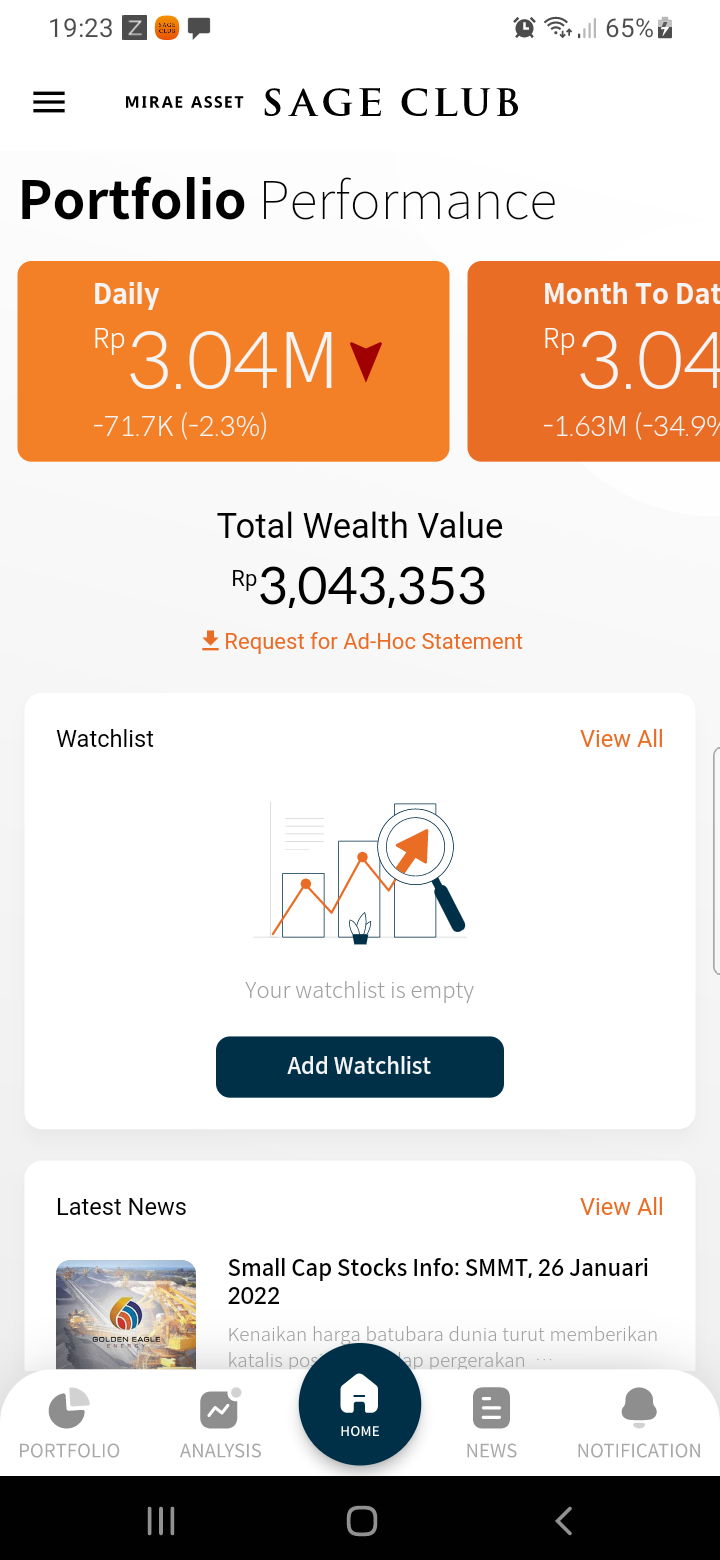 19:23 Z SAGE CLUB 65%
MIRAE ASSET SAGE CLUB
Portfolio Performance
Daily
Rp 3.04M
-71.7K (-2.3%)
Month To Dat
Rp 3.04
-1.63M (-34.9%
Total Wealth Value
Rp3,043,353
Request for Ad-Hoc Statement
Watchlist View All
Your watchlist is empty
Add Watchlist
Latest News View All
Small Cap Stocks Info: SMMT, 26 Januari
2022
GOLDEN EAGLE
ENERGY
Kenaikan harga batubara dunia turut memberikan
katalis pergerakan ...
PORTFOLIO ANALYSIS HOME NEWS NOTIFICATION